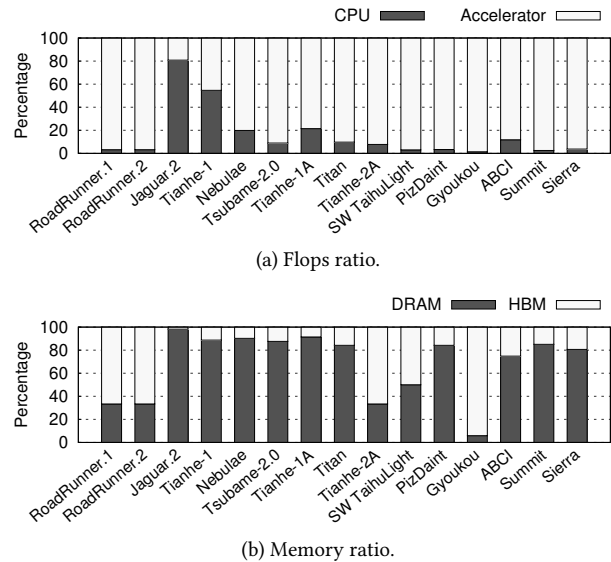 CPU Accelerator
100
80
60
40
20
0
Percentage
RoadRunner.1 RoadRunner.2 Jaguar.2 Tianhe-1 Nebulae Tsubame-2.0 Tianhe-1A Titan Tianhe-2A SW TaihuLight PizDaint Gyoukou ABCI Summit Sierra
(a) Flops ratio.
DRAM HBM
100
80
60
40
20
0
Percentage
RoadRunner.1 RoadRunner.2 Jaguar.2 Tianhe-1 Nebulae Tsubame-2.0 Tianhe-1A Titan Tianhe-2A SW TaihuLight PizDaint Gyoukou ABCI Summit Sierra
(b) Memory ratio.